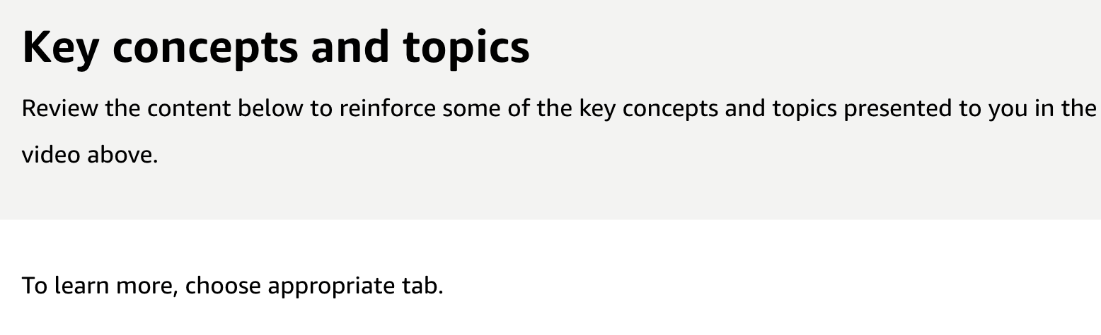 Key concepts and topics
Review the content below to reinforce some of the key concepts and topics presented to you in the
video above.
To learn more, choose appropriate tab.